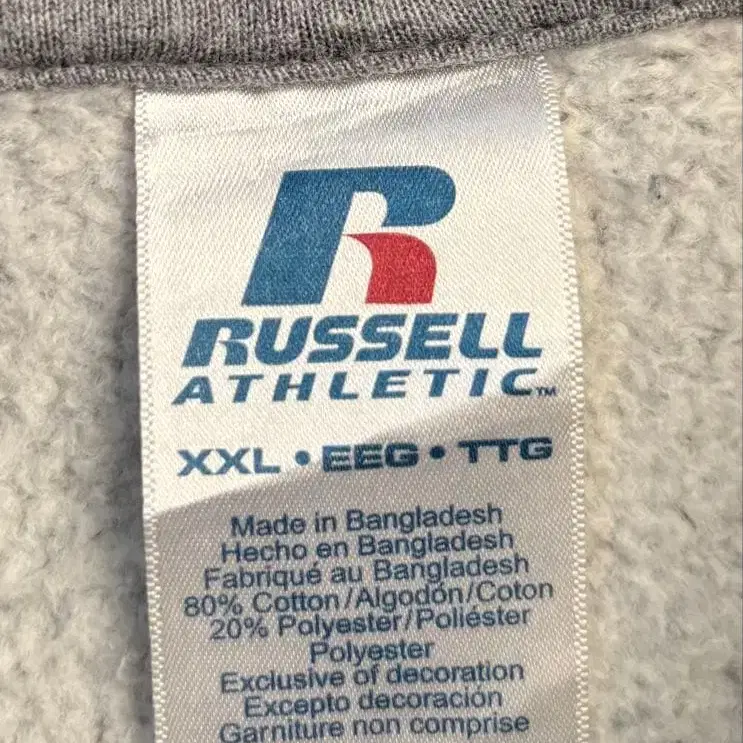 R
RUSSELL
ATHLETIC™
XXL • EEG • TTG
Made in Bangladesh
Hecho en Bangladesh
Fabriqué au Bangladesh
80% Cotton/Algodón/Coton
20% Polyester/Poliéster
Polyester
Exclusive of decoration
Excepto decoración
Garniture non comprise